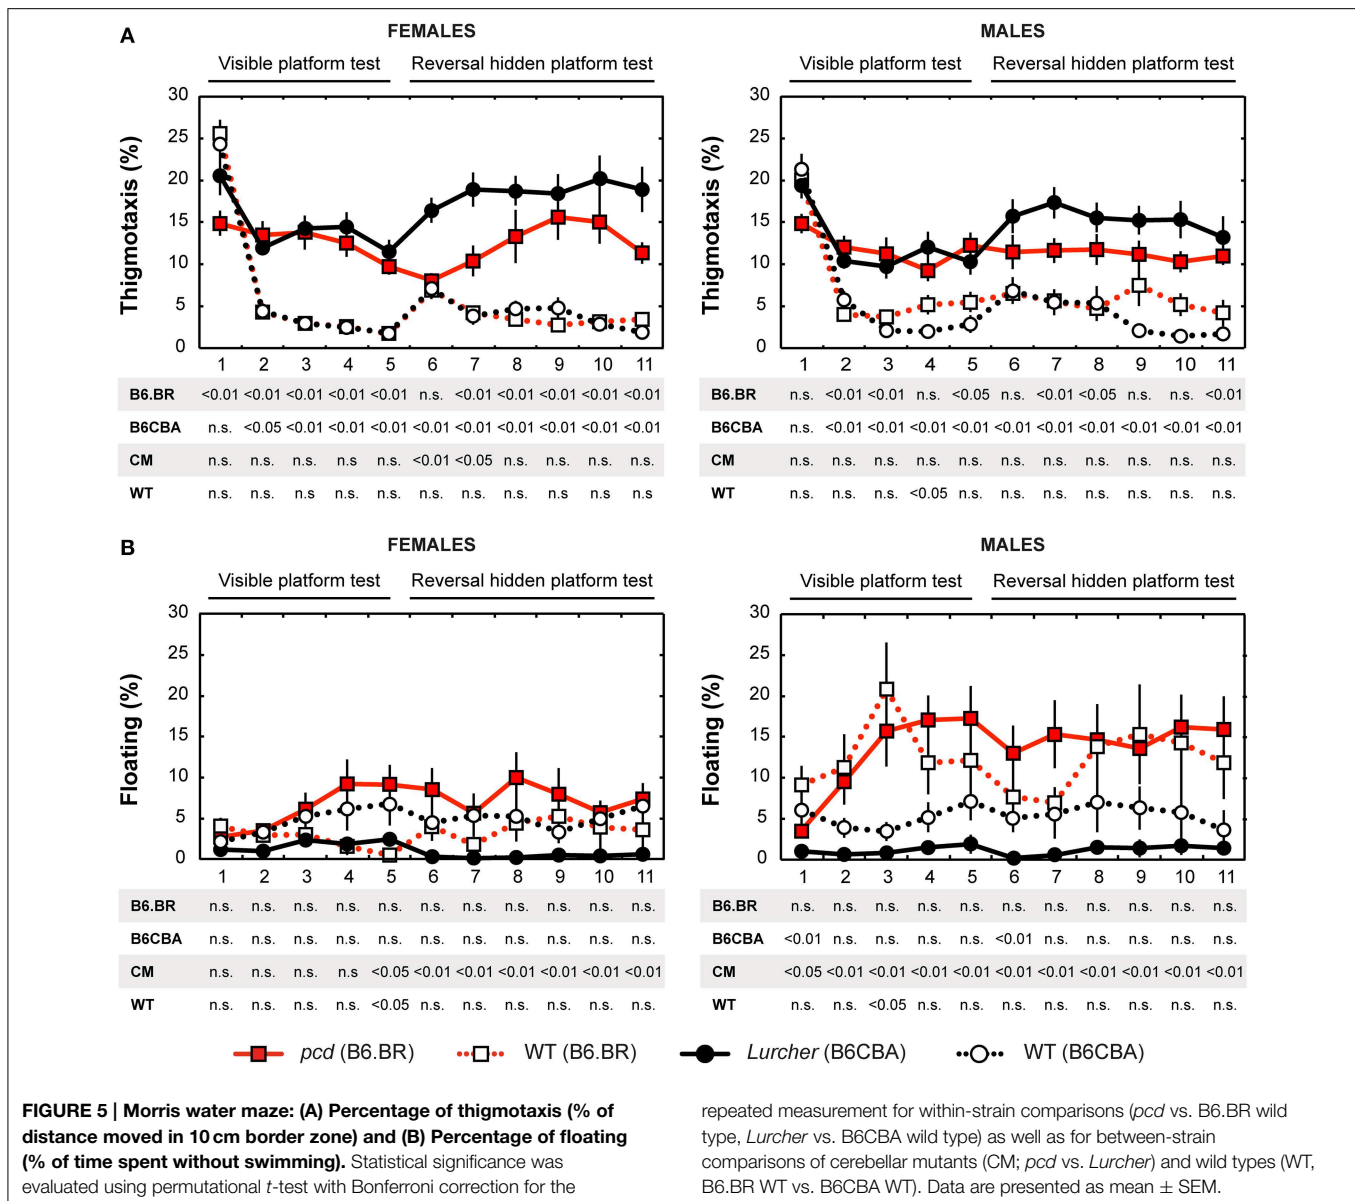 A
FEMALES
Visible platform test
Reversal hidden platform test
Thigmotaxis (%)
30
25
20
15
10
5
0
1 2 3 4 5 6 7 8 9 10 11
B6.BR <0.01 <0.01 <0.01 <0.01 <0.01 n.s. <0.01 <0.01 <0.01 <0.01 <0.01
B6CBA n.s. <0.05 <0.01 <0.01 <0.01 <0.01 <0.01 <0.01 <0.01 <0.01 <0.01
CM n.s. n.s. n.s. n.s n.s. <0.01 <0.05 n.s. n.s. n.s. n.s.
WT n.s. n.s. n.s n.s. n.s. n.s. n.s. n.s. n.s. n.s n.s
MALES
Visible platform test
Reversal hidden platform test
Thigmotaxis (%)
30
25
20
15
10
5
0
1 2 3 4 5 6 7 8 9 10 11
B6.BR n.s. <0.01 <0.01 n.s. <0.05 n.s. <0.01 <0.05 n.s. n.s. <0.01
B6CBA n.s. <0.01 <0.01 <0.01 <0.01 <0.01 <0.01 <0.01 <0.01 <0.01 <0.01
CM n.s. n.s. n.s. n.s. n.s. n.s. n.s. n.s. n.s. n.s. n.s.
WT n.s. n.s. n.s. <0.05 n.s. n.s. n.s. n.s. n.s. n.s. n.s.
B
FEMALES
Visible platform test
Reversal hidden platform test
Floating (%)
30
25
20
15
10
5
0
1 2 3 4 5 6 7 8 9 10 11
B6.BR n.s. n.s. n.s. n.s. n.s. n.s. n.s. n.s. n.s. n.s. n.s.
B6CBA n.s. n.s. n.s. n.s. n.s. n.s. n.s. n.s. n.s. n.s. n.s.
CM n.s. n.s. n.s. n.s <0.05 <0.01 <0.01 <0.01 <0.01 <0.01 <0.01
WT n.s. n.s. n.s. n.s. <0.05 n.s. n.s. n.s. n.s. n.s. n.s.
MALES
Visible platform test
Reversal hidden platform test
Floating (%)
30
25
20
15
10
5
0
1 2 3 4 5 6 7 8 9 10 11
B6.BR n.s. n.s. n.s. n.s. n.s. n.s. n.s. n.s. n.s. n.s. n.s.
B6CBA <0.01 n.s. n.s. n.s. n.s. <0.01 n.s. n.s. n.s. n.s. n.s.
CM <0.05 <0.01 <0.01 <0.01 <0.01 <0.01 <0.01 <0.01 <0.01 <0.01 <0.01
WT n.s. n.s. <0.05 n.s. n.s. n.s. n.s. n.s. n.s. n.s. n.s.
pcd (B6.BR) WT (B6.BR) Lurcher (B6CBA) WT (B6CBA)
FIGURE 5 | Morris water maze: (A) Percentage of thigmotaxis (% of
distance moved in 10 cm border zone) and (B) Percentage of floating
(% of time spent without swimming). Statistical significance was
evaluated using permutational t-test with Bonferroni correction for the
repeated measurement for within-strain comparisons (pcd vs. B6.BR wild
type, Lurcher vs. B6CBA wild type) as well as for between-strain
comparisons of cerebellar mutants (CM; pcd vs. Lurcher) and wild types (WT,
B6.BR WT vs. B6CBA WT). Data are presented as mean ± SEM.